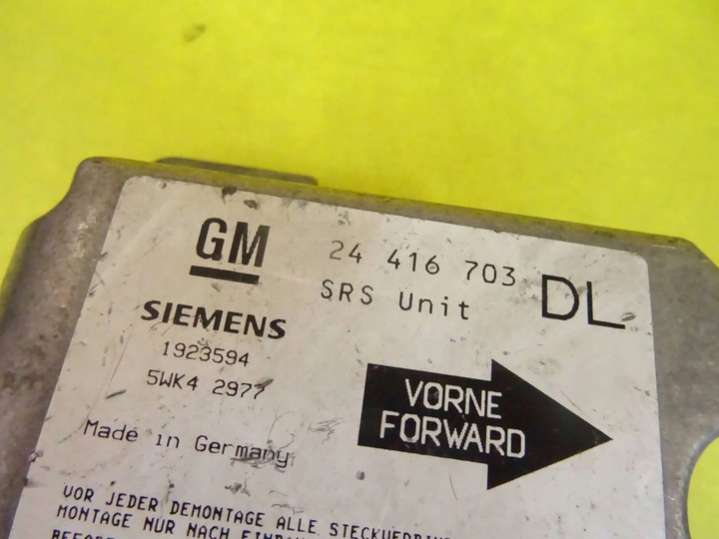 GM
24 416 703 DL
SRS Unit
SIEMENS
1923594
5WK4 2977
Made in Germany
VORNE
FORWARD
VOR JEDER DEMONTAGE ALLE
MONTAGE NUR NACH